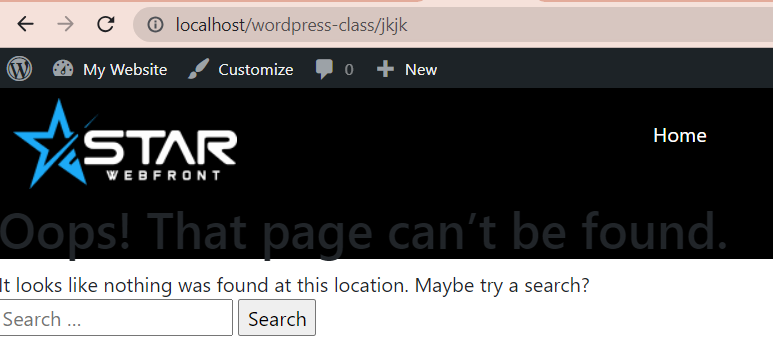 localhost/wordpress-class/jkjk
My Website Customize 0 New
STAR
WEBFRONT
Home
Oops! That page can’t be found.
It looks like nothing was found at this location. Maybe try a search?
Search … Search